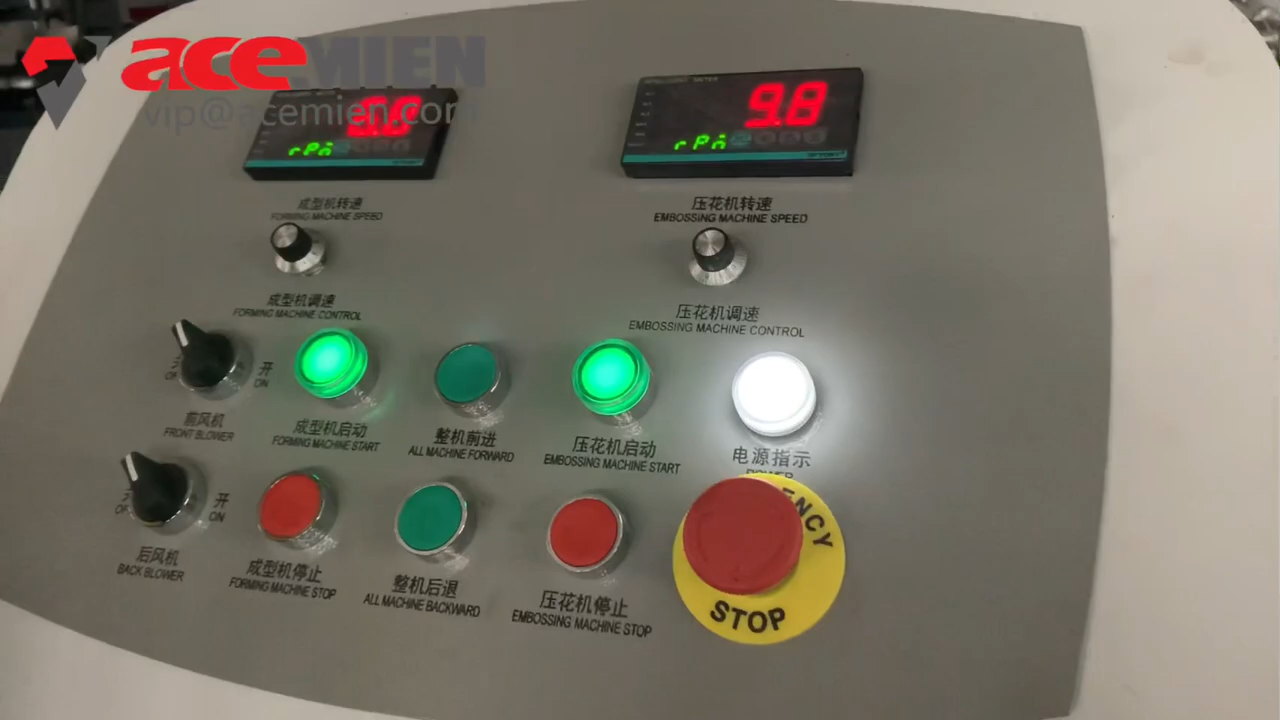 aceMIEN
vip@acemien.com
rPm
9.8
rPm
成型机转速
FORMING MACHINE SPEED
压花机转速
EMBOSSING MACHINE SPEED
成型机调速
FORMING MACHINE CONTROL
压花机调速
EMBOSSING MACHINE CONTROL
开
ON
前风机
FRONT BLOWER
成型机启动
FORMING MACHINE START
整机前进
ALL MACHINE FORWARD
压花机启动
EMBOSSING MACHINE START
电源指示
开
ON
后风机
BACK BLOWER
成型机停止
FORMING MACHINE STOP
整机后退
ALL MACHINE BACKWARD
压花机停止
EMBOSSING MACHINE STOP
STOP